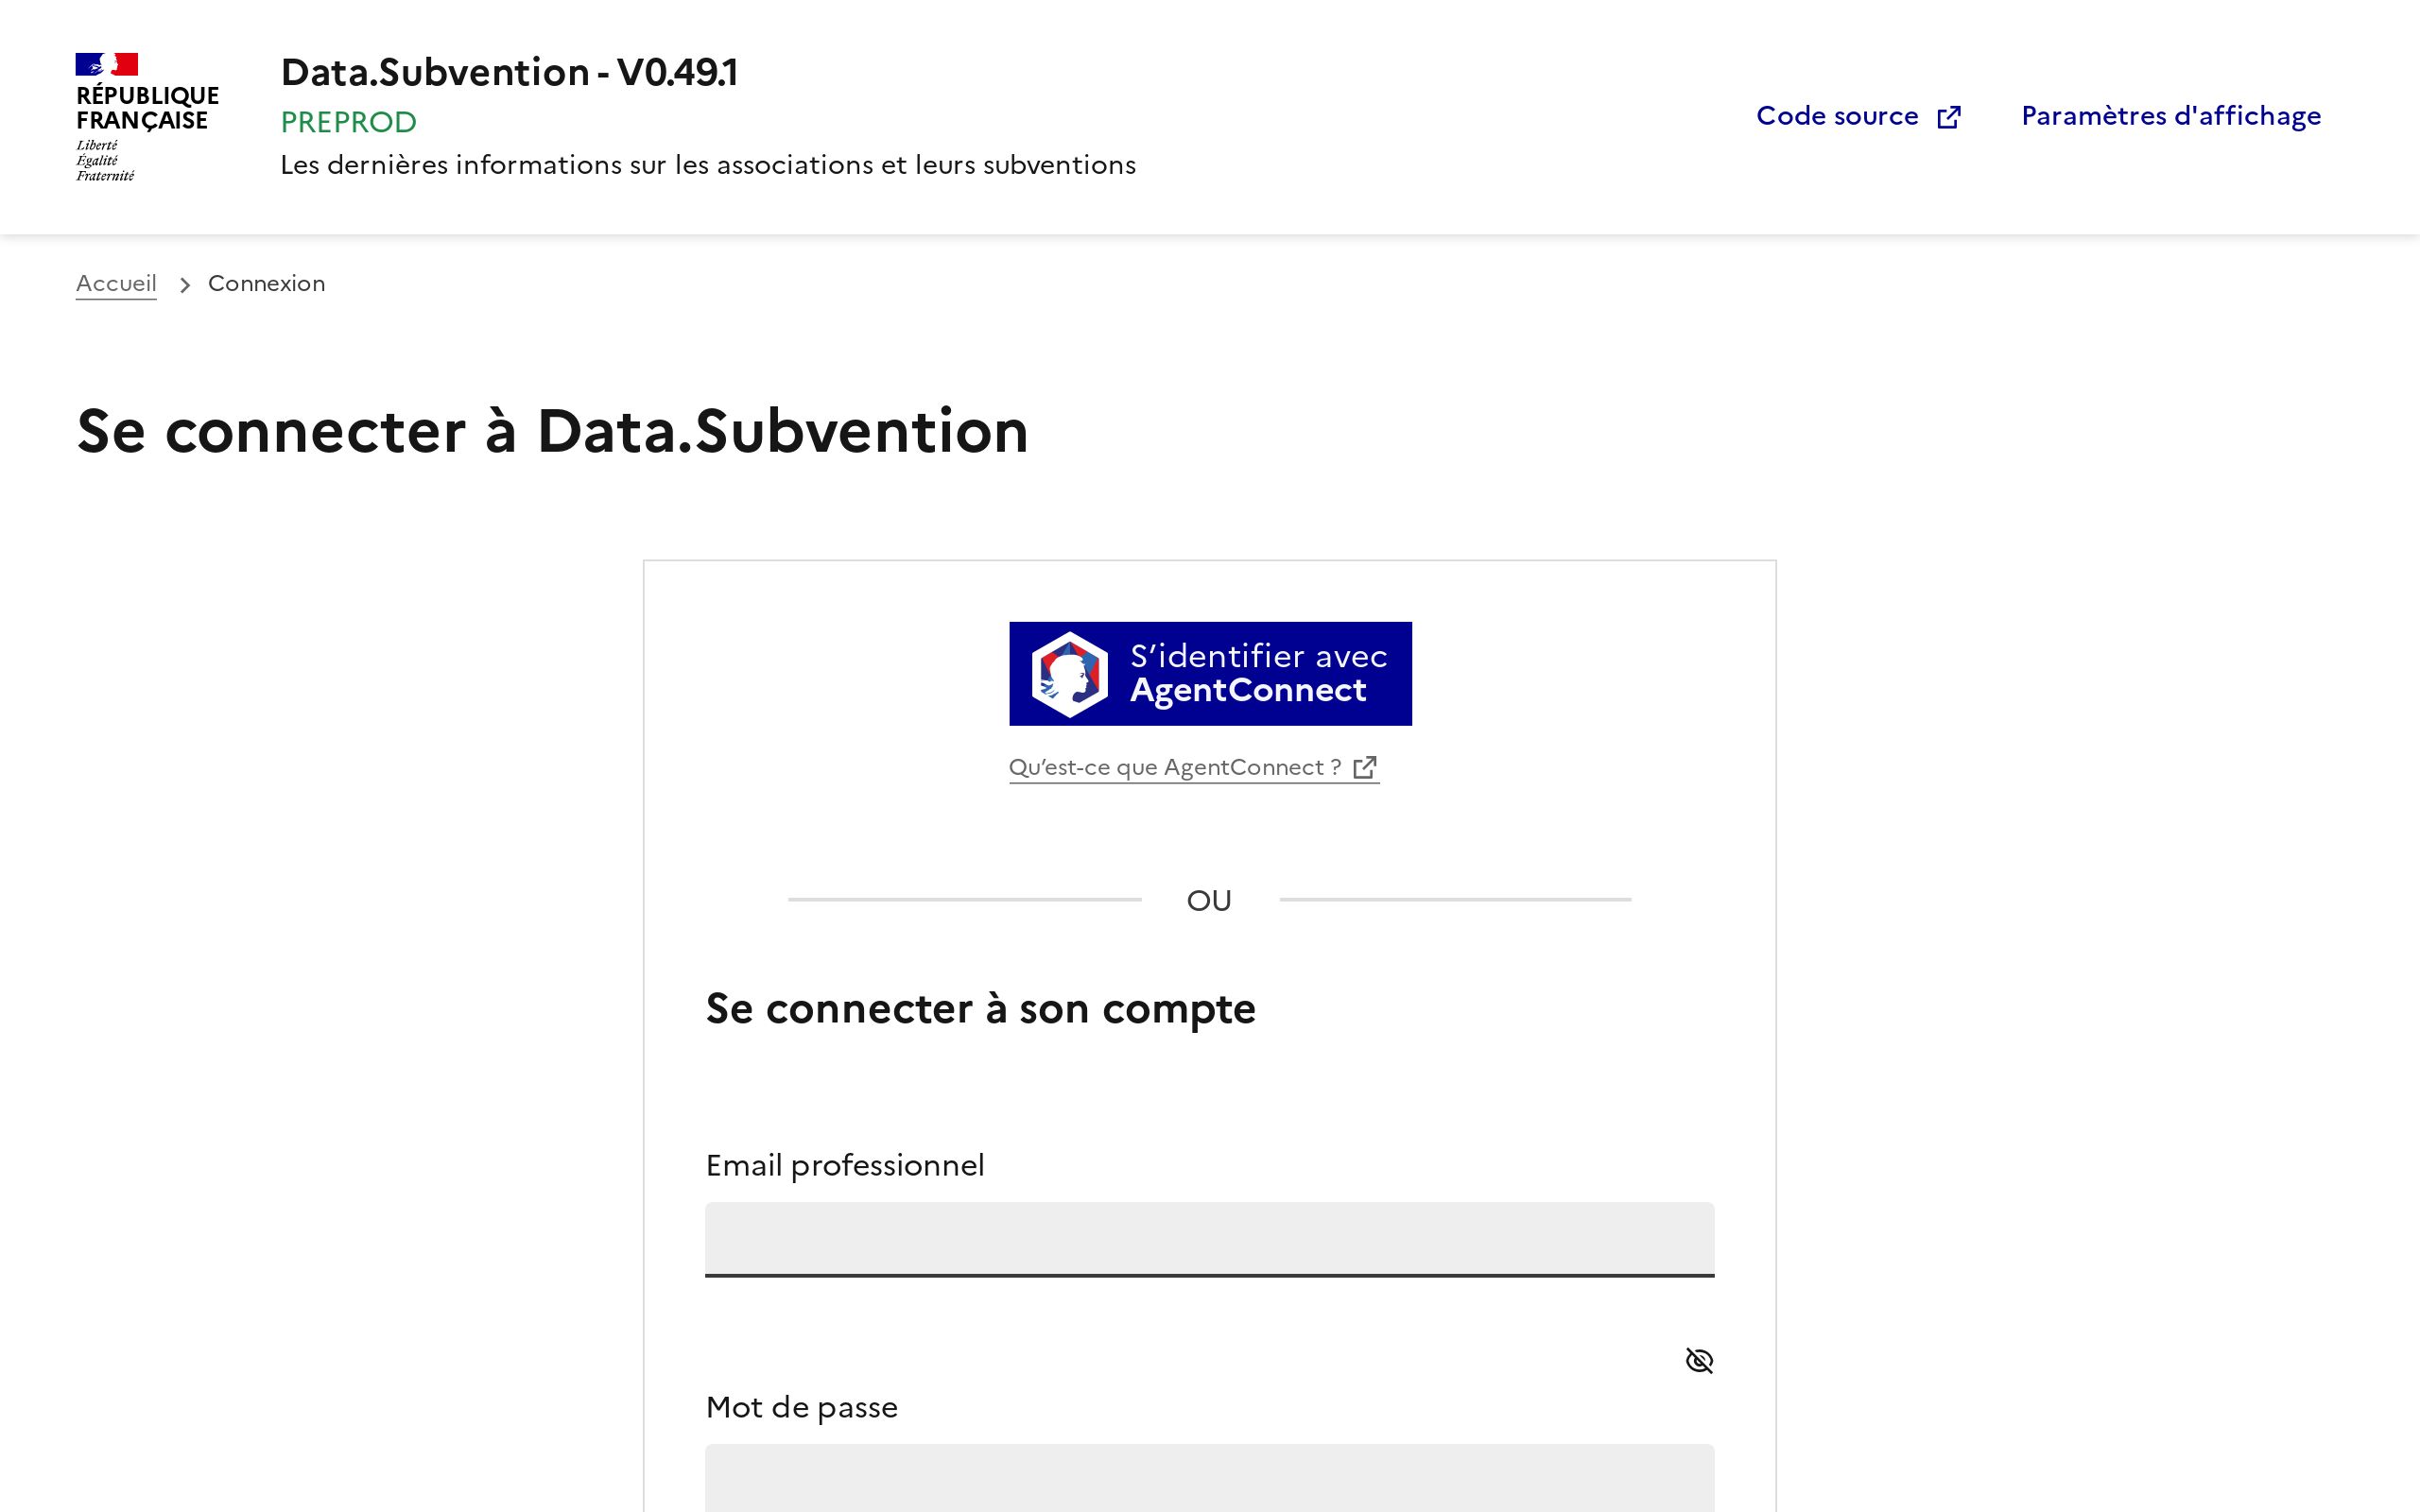 RÉPUBLIQUE
FRANÇAISE
Liberté
Égalité
Fraternité
Data.Subvention - V0.49.1
PREPROD
Les dernières informations sur les associations et leurs subventions
Code source
Paramètres d'affichage
Accueil
Connexion
Se connecter à Data.Subvention
S’identifier avec
AgentConnect
Qu’est-ce que AgentConnect ?
OU
Se connecter à son compte
Email professionnel
Mot de passe